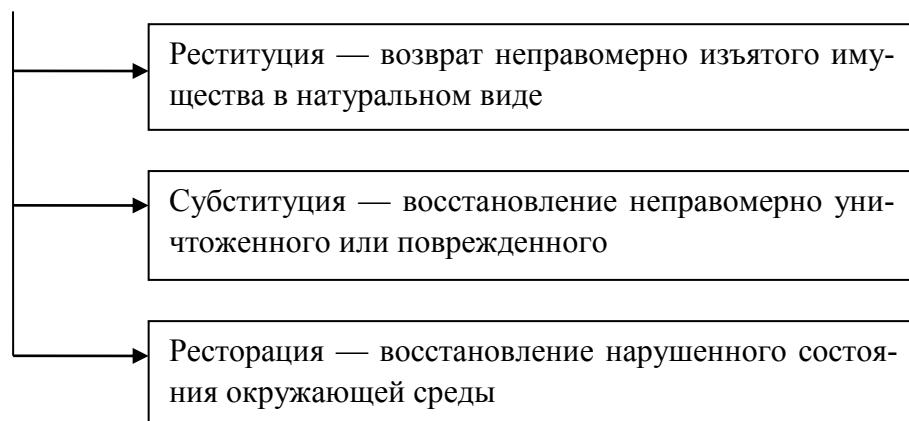 Реституция — возврат неправомерно изъятого иму-
щества в натуральном виде
Субституция — восстановление неправомерно уни-
чтоженного или поврежденного
Ресторация — восстановление нарушенного состоя-
ния окружающей среды